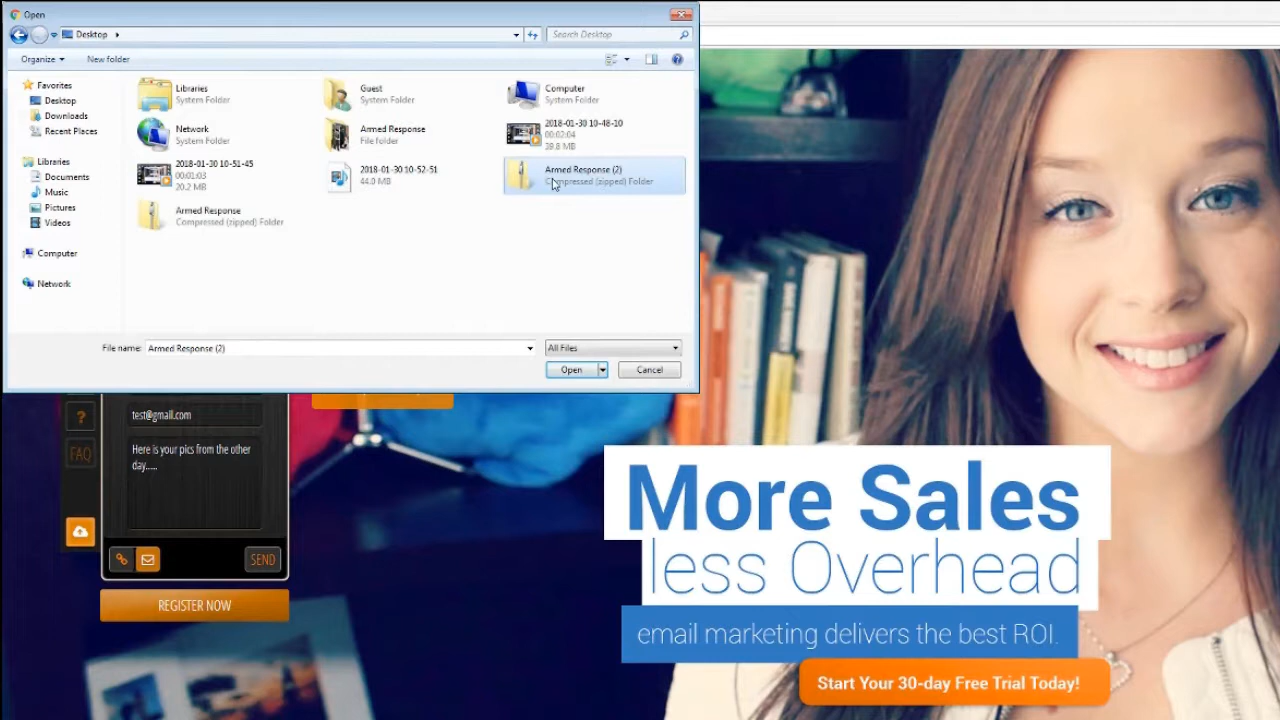 Open
Desktop
Search Desktop
Organize
New folder
Favorites
Desktop
Downloads
Recent Places
Libraries
Documents
Music
Pictures
Videos
Computer
Network
Libraries
System Folder
Guest
System Folder
Computer
System Folder
Network
System Folder
Armed Response
File folder
2018-01-30 10-48-10
00:02:04
39.8 MB
2018-01-30 10-51-45
00:01:03
20.2 MB
2018-01-30 10-52-51
44.0 MB
Armed Response (2)
Compressed (zipped) Folder
Armed Response
Compressed (zipped) Folder
File name:
Armed Response (2)
All Files
Open
Cancel
?
test@gmail.com
FAQ
Here is your pics from the other
day.....
SEND
REGISTER NOW
More Sales
less Overhead
email marketing delivers the best ROI.
Start Your 30-day Free Trial Today!